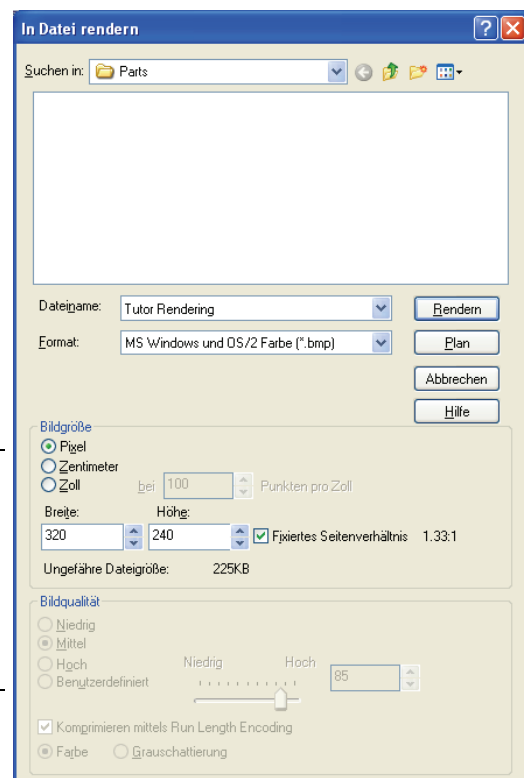 In Datei rendern
Suchen in: Parts
Dateiname: Tutor Rendering Rendern
Format: MS Windows und OS/2 Farbe (*.bmp) Plan
Abbrechen
Hilfe
Bildgröße
Pixel
Zentimeter
Zoll bei 100 Punkten pro Zoll
Breite: Höhe:
320 240 Fixiertes Seitenverhältnis 1.33:1
Ungefähre Dateigröße: 225KB
Bildqualität
Niedrig
Mittel
Hoch Niedrig Hoch
Benutzerdefiniert 85
Komprimieren mittels Run Length Encoding
Farbe Grauschattierung